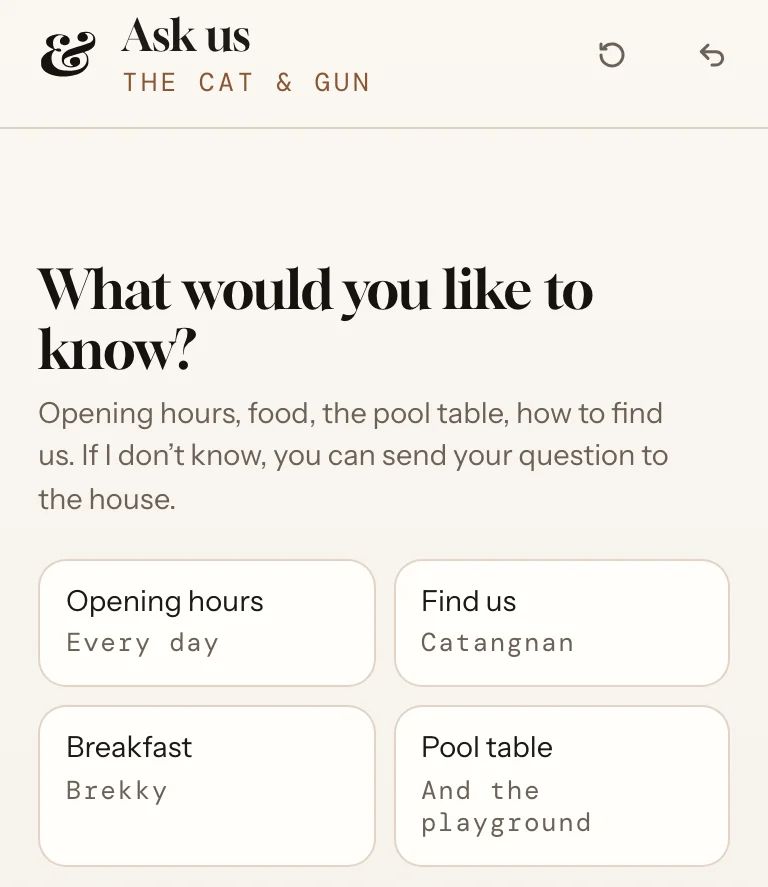 &
Ask us
THE CAT & GUN
What would you like to
know?
Opening hours, food, the pool table, how to find
us. If I don’t know, you can send your question to
the house.
Opening hours
Every day
Find us
Catangnan
Breakfast
Brekky
Pool table
And the
playground